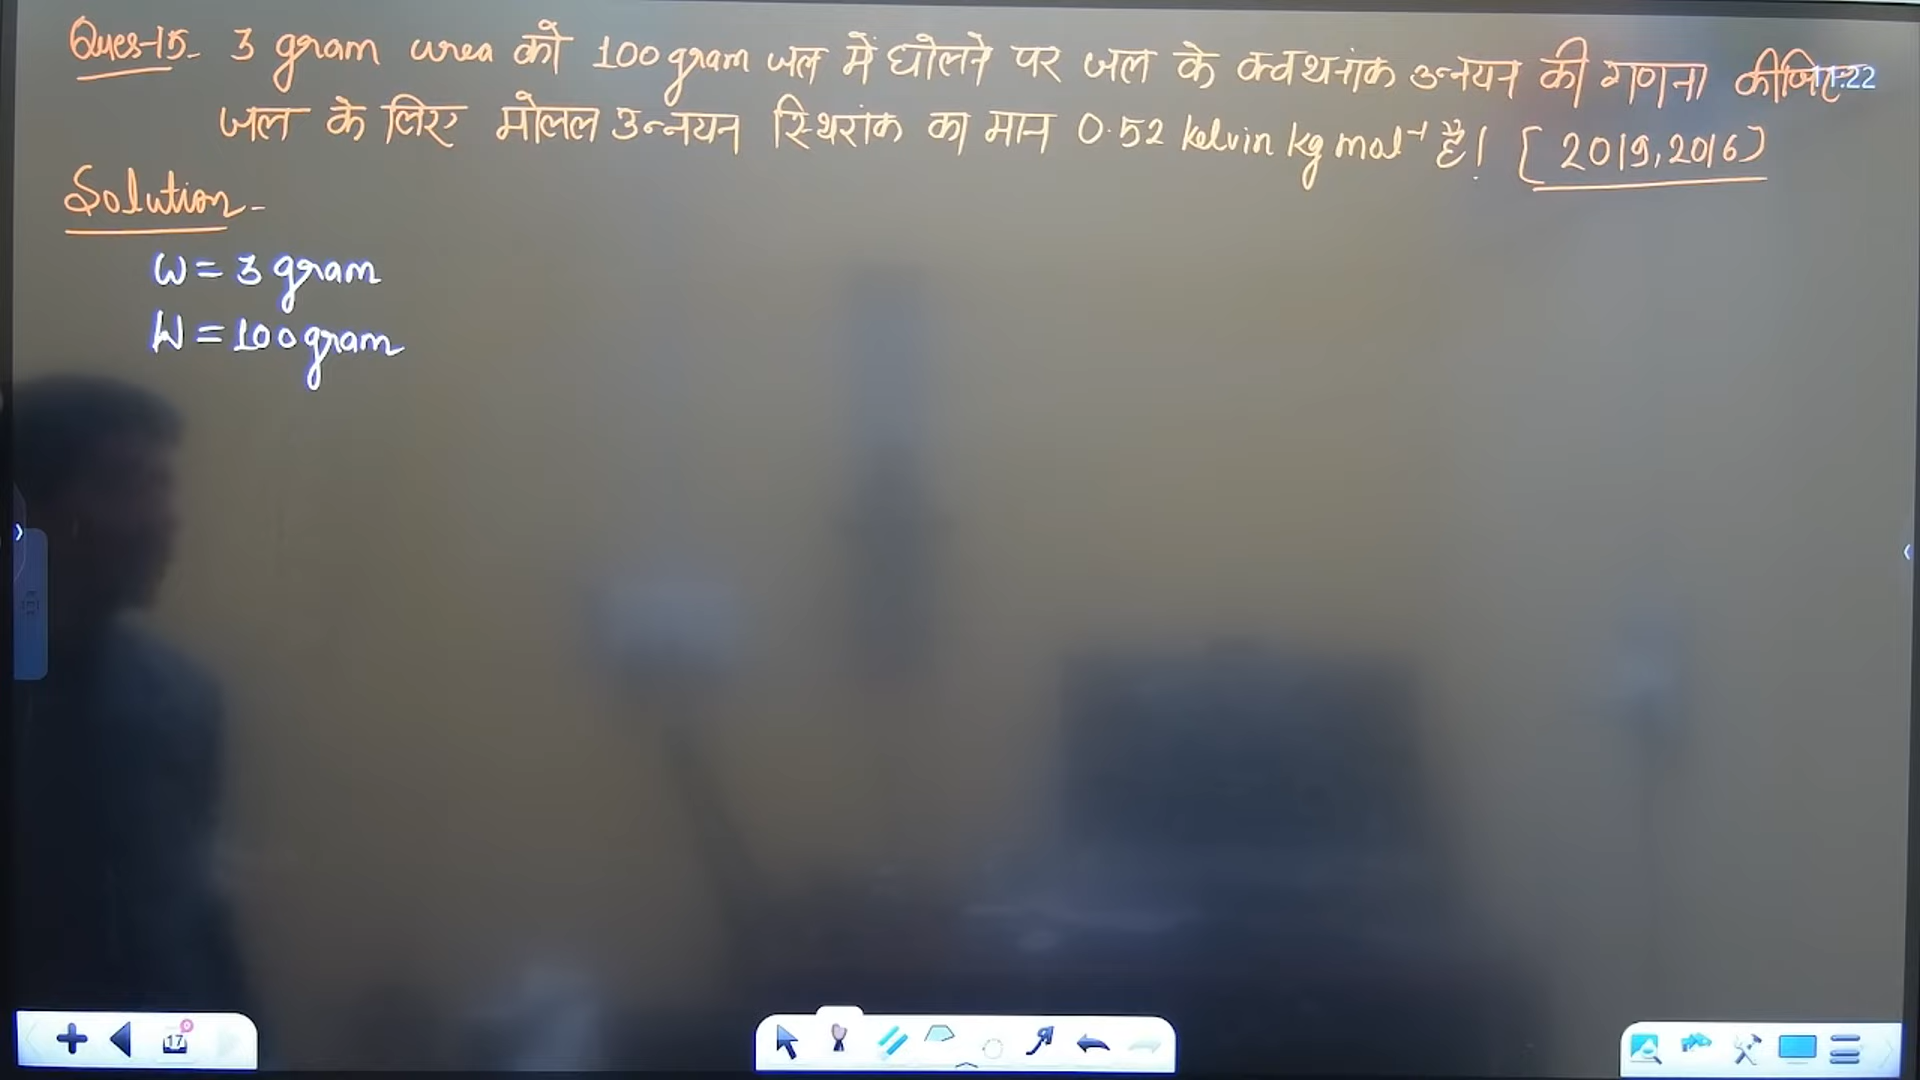 Ques-15- 3 gram urea को 100 gram जल में घोलने पर जल के क्वथनांक उन्नयन की गणना कीजिए
जल के लिए मोलल उन्नयन स्थिरांक का मान 0.52 kelvin kg mol⁻¹ है! [2019, 2016)
Solution-
w = 3 gram
W = 100 gram
17